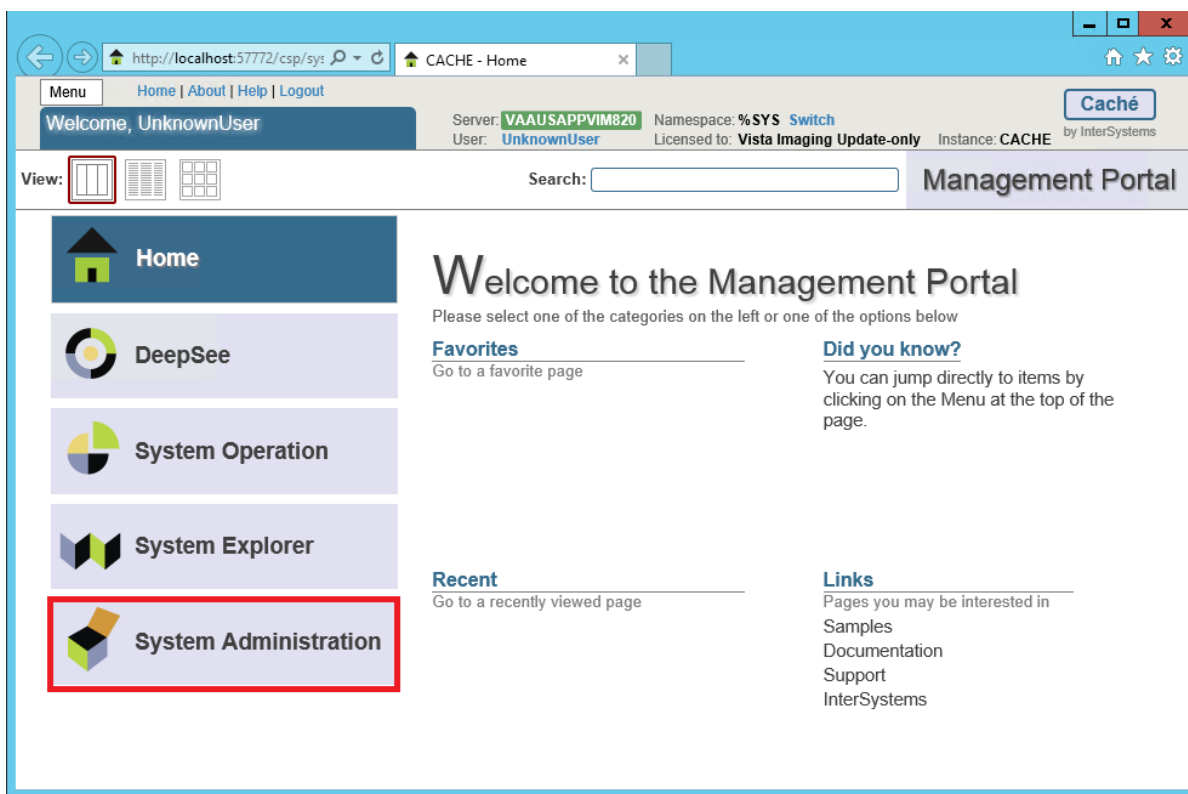 http://localhost:57772/csp/sys
CACHE - Home
Menu Home | About | Help | Logout
Welcome, UnknownUser
Server: VAAUSAPPVIM820 Namespace: %SYS Switch
User: UnknownUser Licensed to: Vista Imaging Update-only Instance: CACHE
Caché
by InterSystems
View:
Search:
Management Portal
Home
DeepSee
System Operation
System Explorer
System Administration
Welcome to the Management Portal
Please select one of the categories on the left or one of the options below
Favorites
Go to a favorite page
Did you know?
You can jump directly to items by
clicking on the Menu at the top of the
page.
Recent
Go to a recently viewed page
Links
Pages you may be interested in
Samples
Documentation
Support
InterSystems